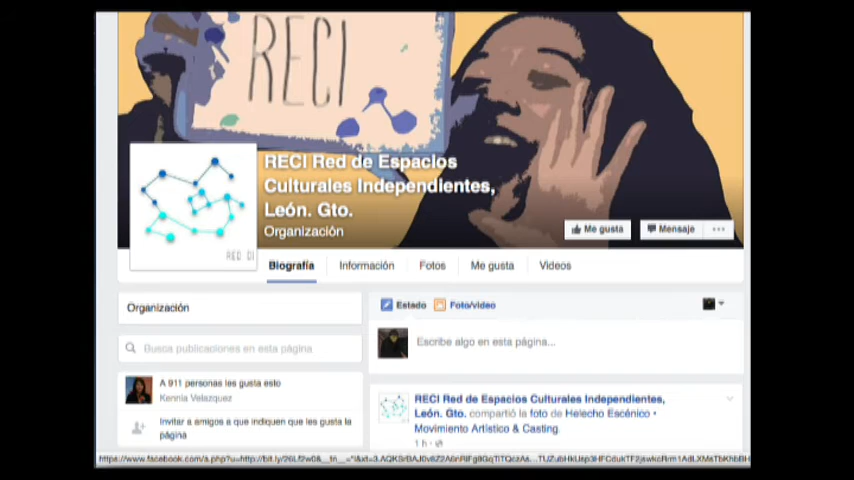 RECI
RECI Red de Espacios
Culturales Independientes,
León. Gto.
Organización
Me gusta
Mensaje
RED DI
Biografía
Información
Fotos
Me gusta
Videos
Organización
Estado
Foto/video
Busca publicaciones en esta página
Escribe algo en esta página...
A 911 personas les gusta esto
Kennia Velazquez
Invitar a amigos a que indiquen que les gusta la
página
RECI Red de Espacios Culturales Independientes,
León. Gto. compartió la foto de Helecho Escénico •
Movimiento Artístico & Casting.
1 h ·